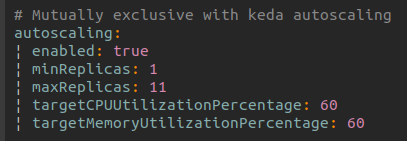 # Mutually exclusive with keda autoscaling
autoscaling:
¦ enabled: true
¦ minReplicas: 1
¦ maxReplicas: 11
¦ targetCPUUtilizationPercentage: 60
¦ targetMemoryUtilizationPercentage: 60